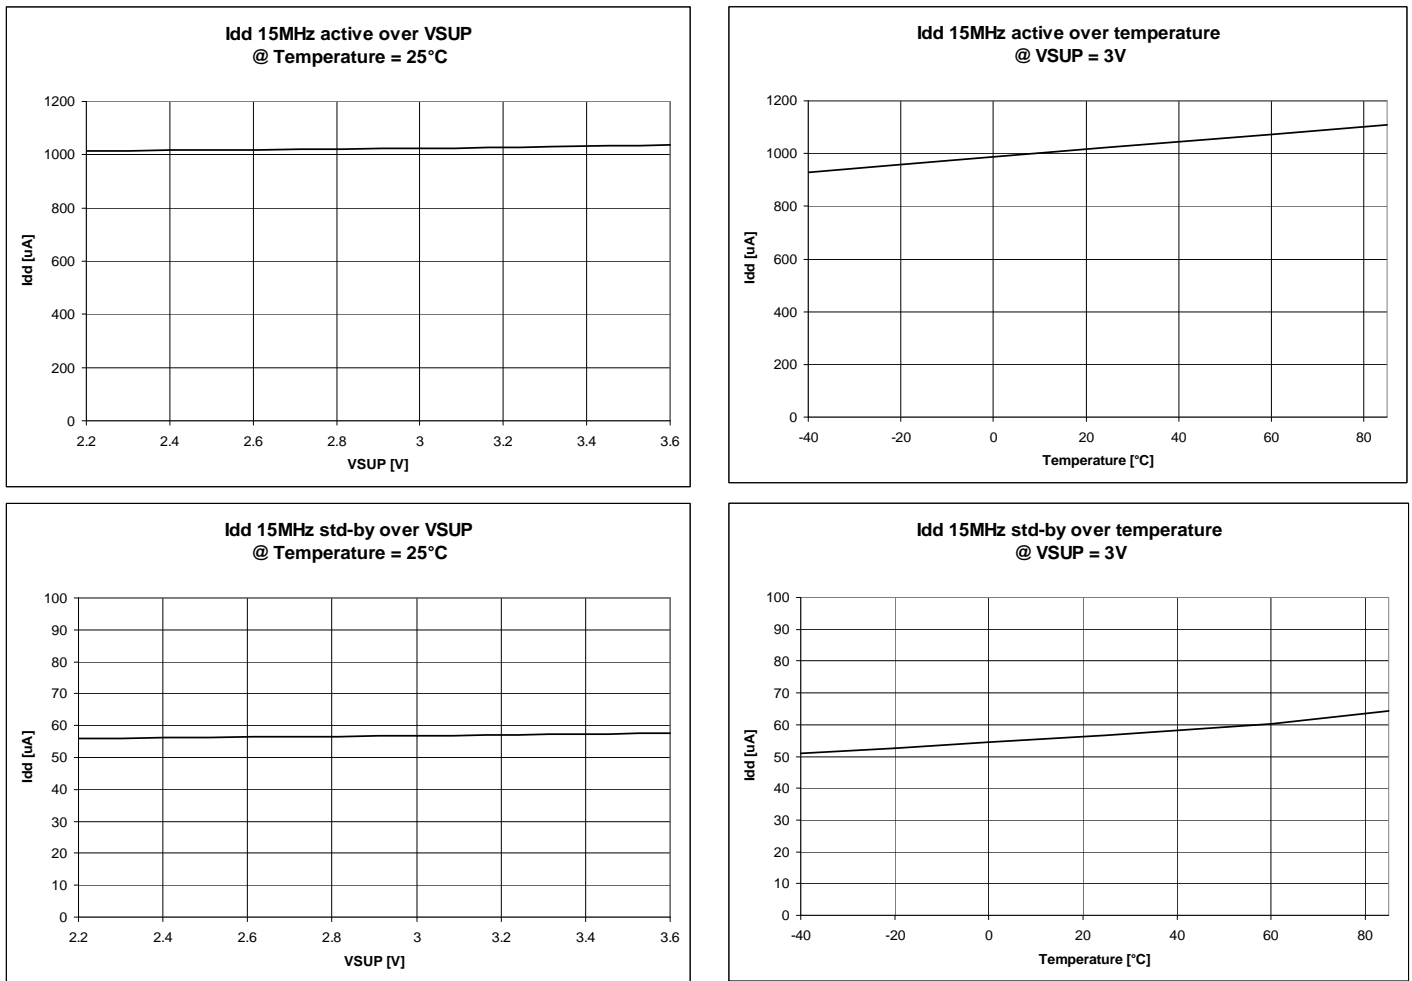 Idd 15MHz active over VSUP
@ Temperature = 25°C
1200
1000
800
600
400
200
0
Idd [uA]
2.2 2.4 2.6 2.8 3 3.2 3.4 3.6
VSUP [V]
Idd 15MHz active over temperature
@ VSUP = 3V
1200
1000
800
600
400
200
0
Idd [uA]
-40 -20 0 20 40 60 80
Temperature [°C]
Idd 15MHz std-by over VSUP
@ Temperature = 25°C
100
90
80
70
60
50
40
30
20
10
0
Idd [uA]
2.2 2.4 2.6 2.8 3 3.2 3.4 3.6
VSUP [V]
Idd 15MHz std-by over temperature
@ VSUP = 3V
100
90
80
70
60
50
40
30
20
10
0
Idd [uA]
-40 -20 0 20 40 60 80
Temperature [°C]